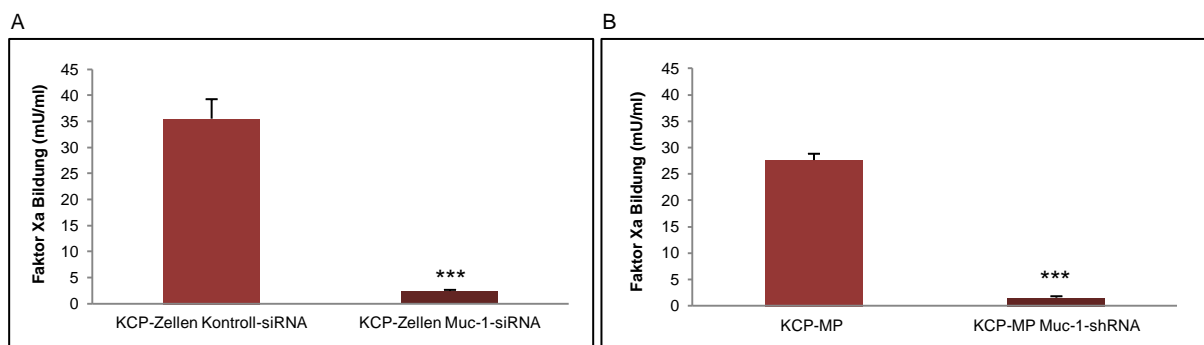 A
Faktor Xa Bildung (mU/ml)
45
40
35
30
25
20
15
10
5
0
***
KCP-Zellen Kontroll-siRNA
KCP-Zellen Muc-1-siRNA
B
Faktor Xa Bildung (mU/ml)
45
40
35
30
25
20
15
10
5
0
***
KCP-MP
KCP-MP Muc-1-shRNA